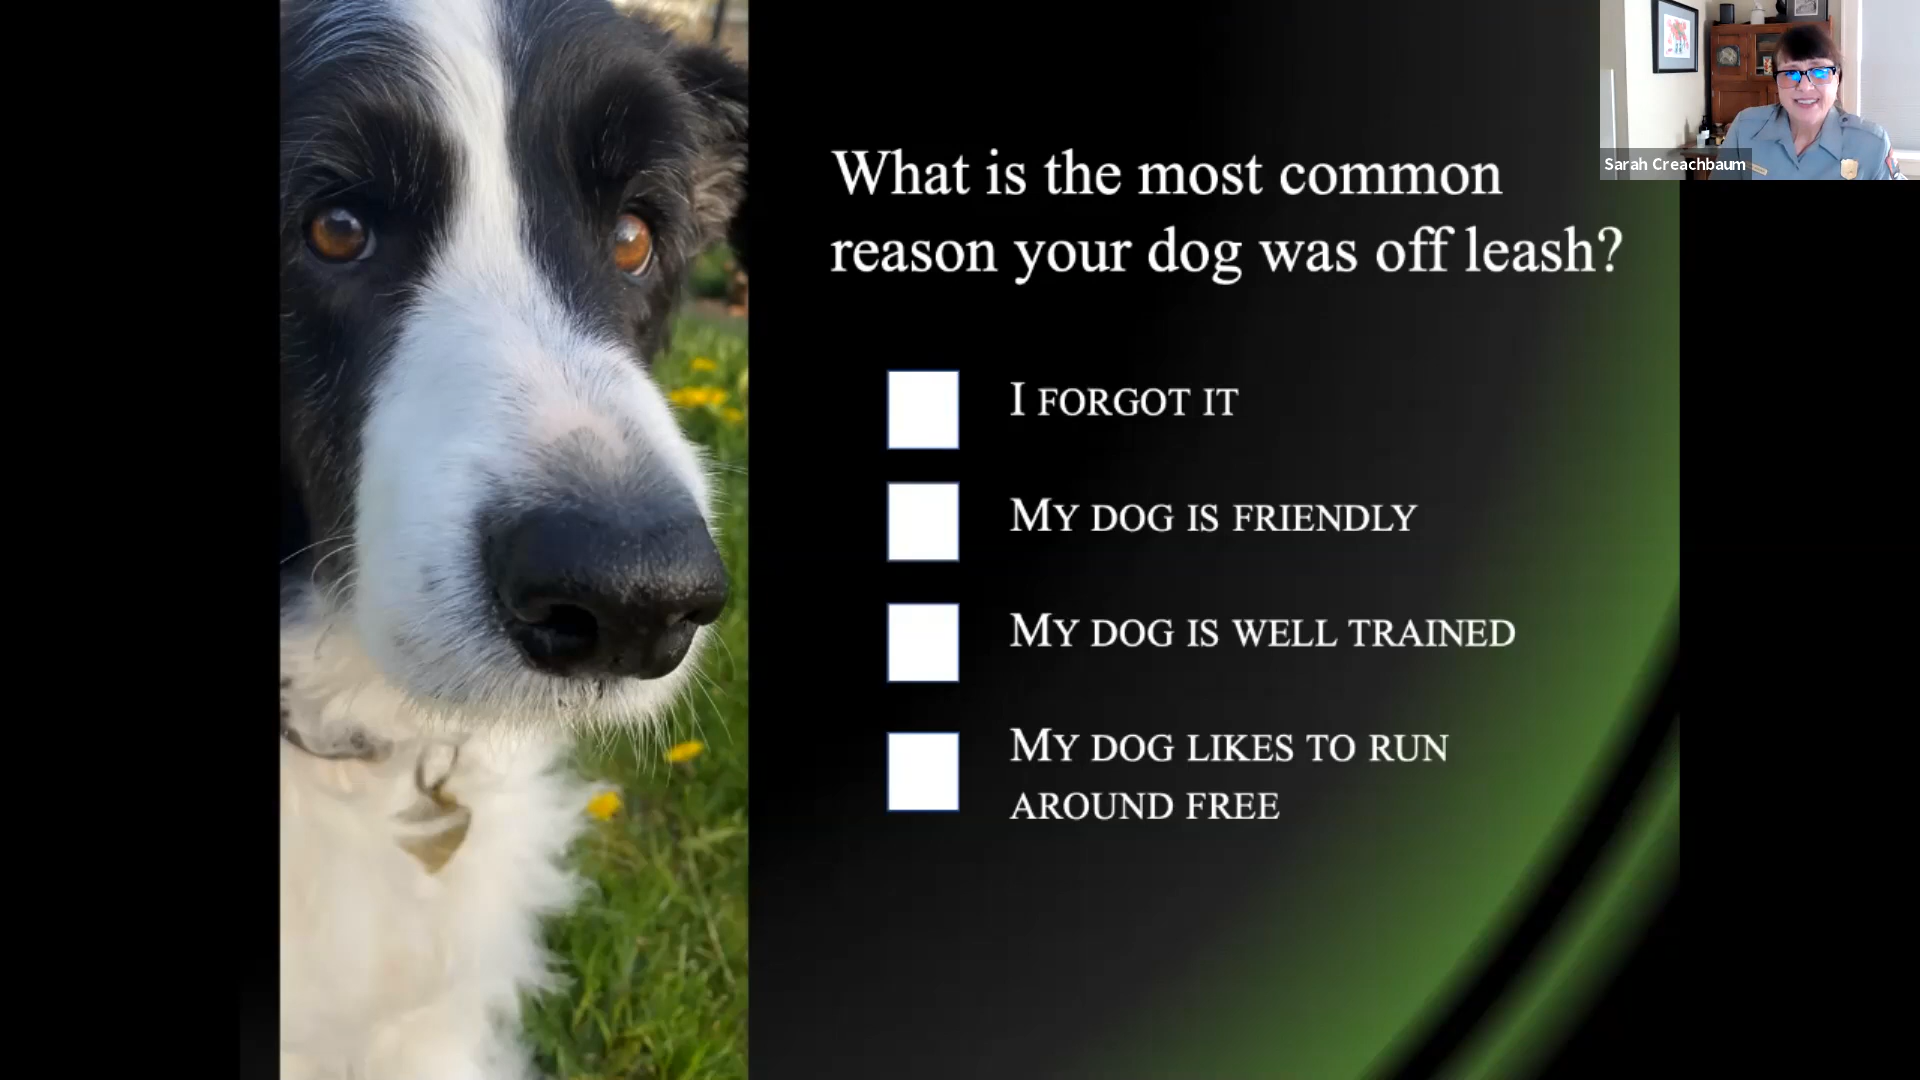 Sarah Creachbaum
What is the most common
reason your dog was off leash?
I FORGOT IT
MY DOG IS FRIENDLY
MY DOG IS WELL TRAINED
MY DOG LIKES TO RUN
AROUND FREE